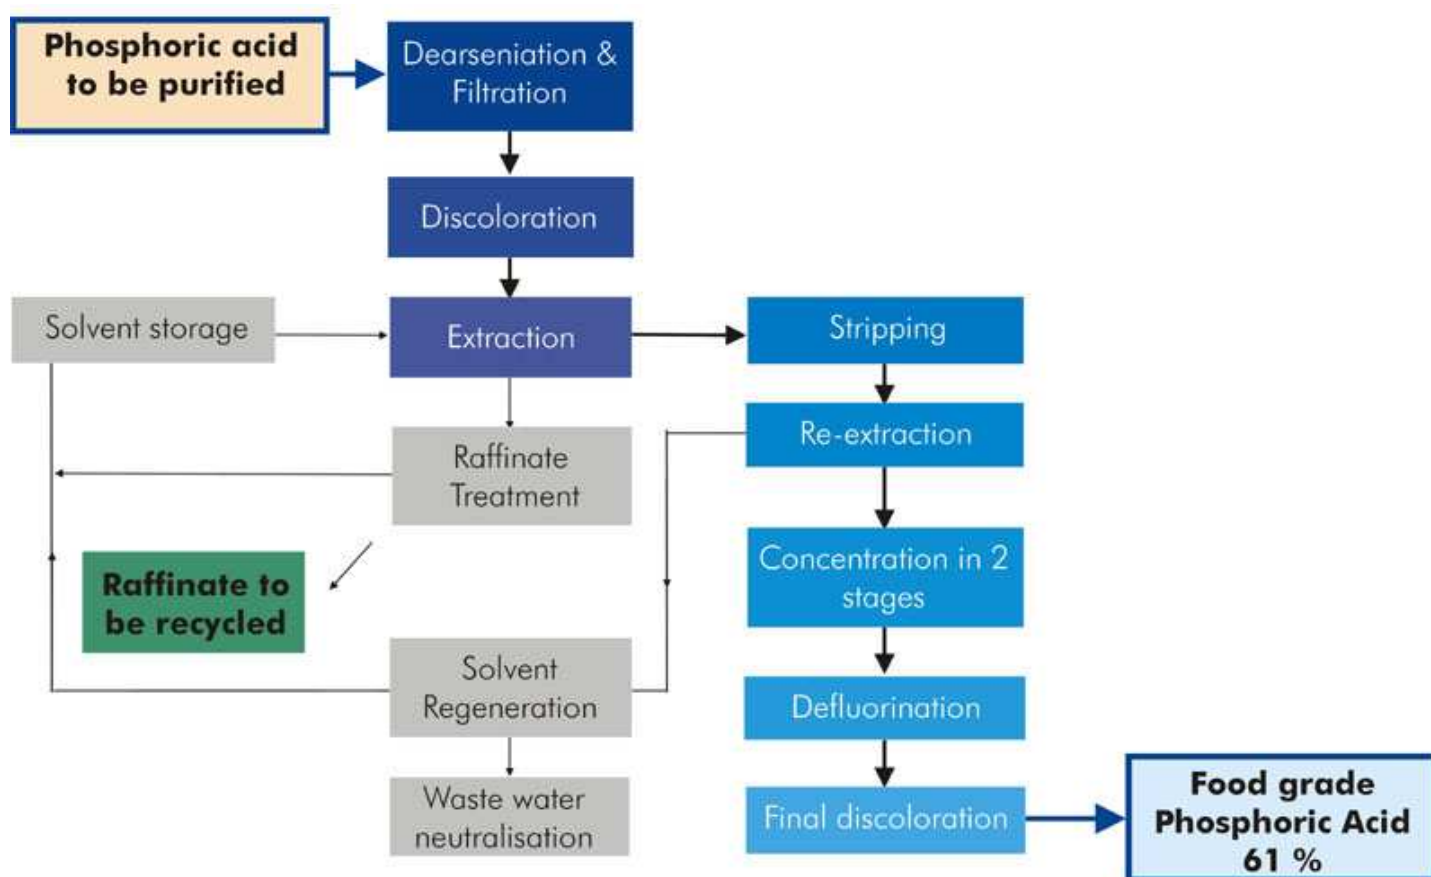 Phosphoric acid
to be purified
Dearseniation &
Filtration
Discoloration
Solvent storage
Extraction
Stripping
Re-extraction
Raffinate
Treatment
Concentration in 2
stages
Raffinate to
be recycled
Solvent
Regeneration
Defluorination
Waste water
neutralisation
Final discoloration
Food grade
Phosphoric Acid
61 %